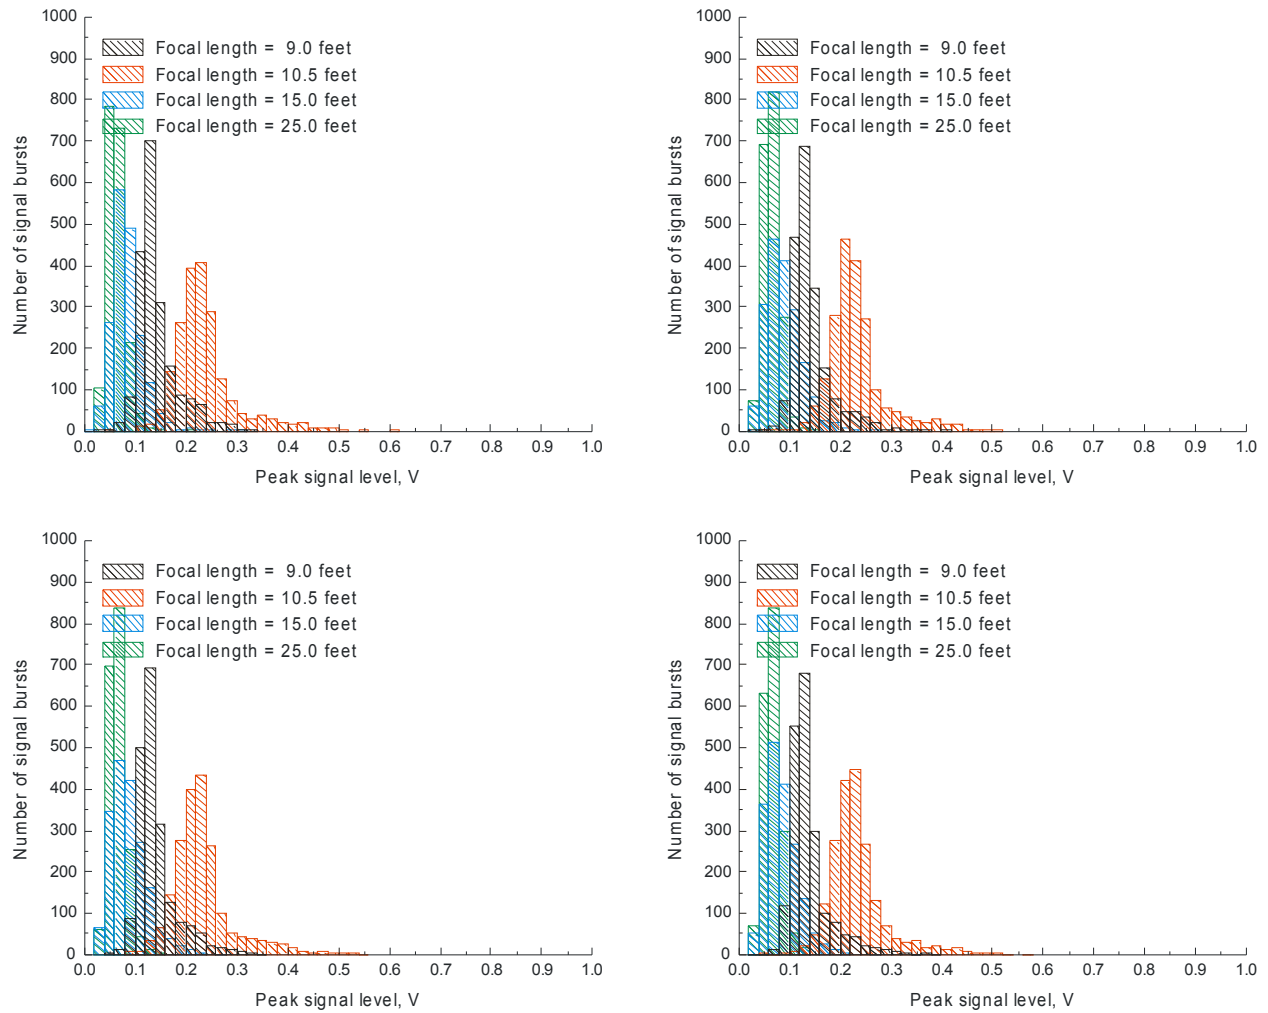 1000
900
800
700
600
500
400
300
200
100
0
Number of signal bursts
Focal length = 9.0 feet
Focal length = 10.5 feet
Focal length = 15.0 feet
Focal length = 25.0 feet
0.0 0.1 0.2 0.3 0.4 0.5 0.6 0.7 0.8 0.9 1.0
Peak signal level, V
1000
900
800
700
600
500
400
300
200
100
0
Number of signal bursts
Focal length = 9.0 feet
Focal length = 10.5 feet
Focal length = 15.0 feet
Focal length = 25.0 feet
0.0 0.1 0.2 0.3 0.4 0.5 0.6 0.7 0.8 0.9 1.0
Peak signal level, V
1000
900
800
700
600
500
400
300
200
100
0
Number of signal bursts
Focal length = 9.0 feet
Focal length = 10.5 feet
Focal length = 15.0 feet
Focal length = 25.0 feet
0.0 0.1 0.2 0.3 0.4 0.5 0.6 0.7 0.8 0.9 1.0
Peak signal level, V
1000
900
800
700
600
500
400
300
200
100
0
Number of signal bursts
Focal length = 9.0 feet
Focal length = 10.5 feet
Focal length = 15.0 feet
Focal length = 25.0 feet
0.0 0.1 0.2 0.3 0.4 0.5 0.6 0.7 0.8 0.9 1.0
Peak signal level, V